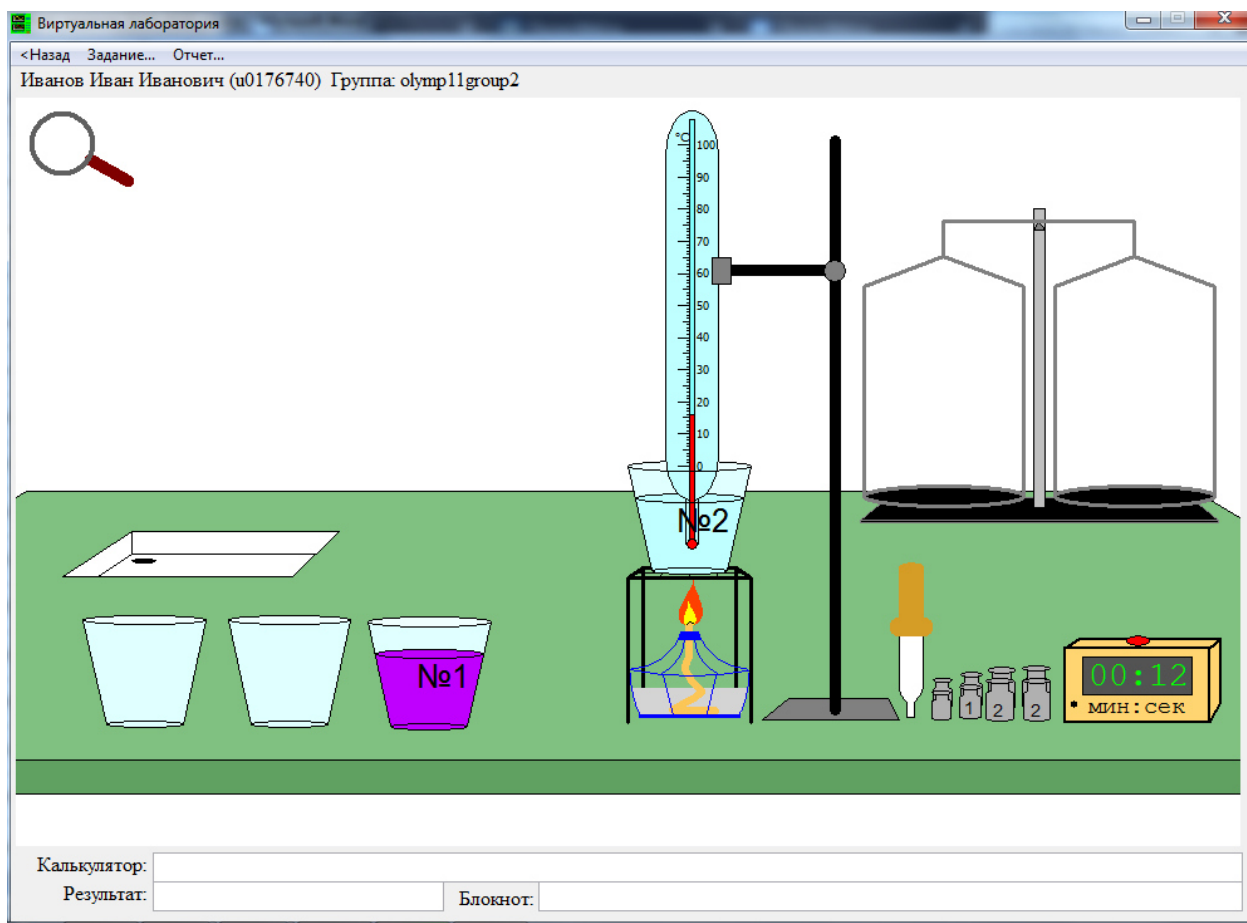 Виртуальная лаборатория
<Назад Задание... Отчет...
Иванов Иван Иванович (u0176740) Группа: olymp11group2
°C
100
90
80
70
60
50
40
30
20
10
0
№2
№1
1 2 2
00:12
мин:сек
Калькулятор:
Результат: Блокнот: